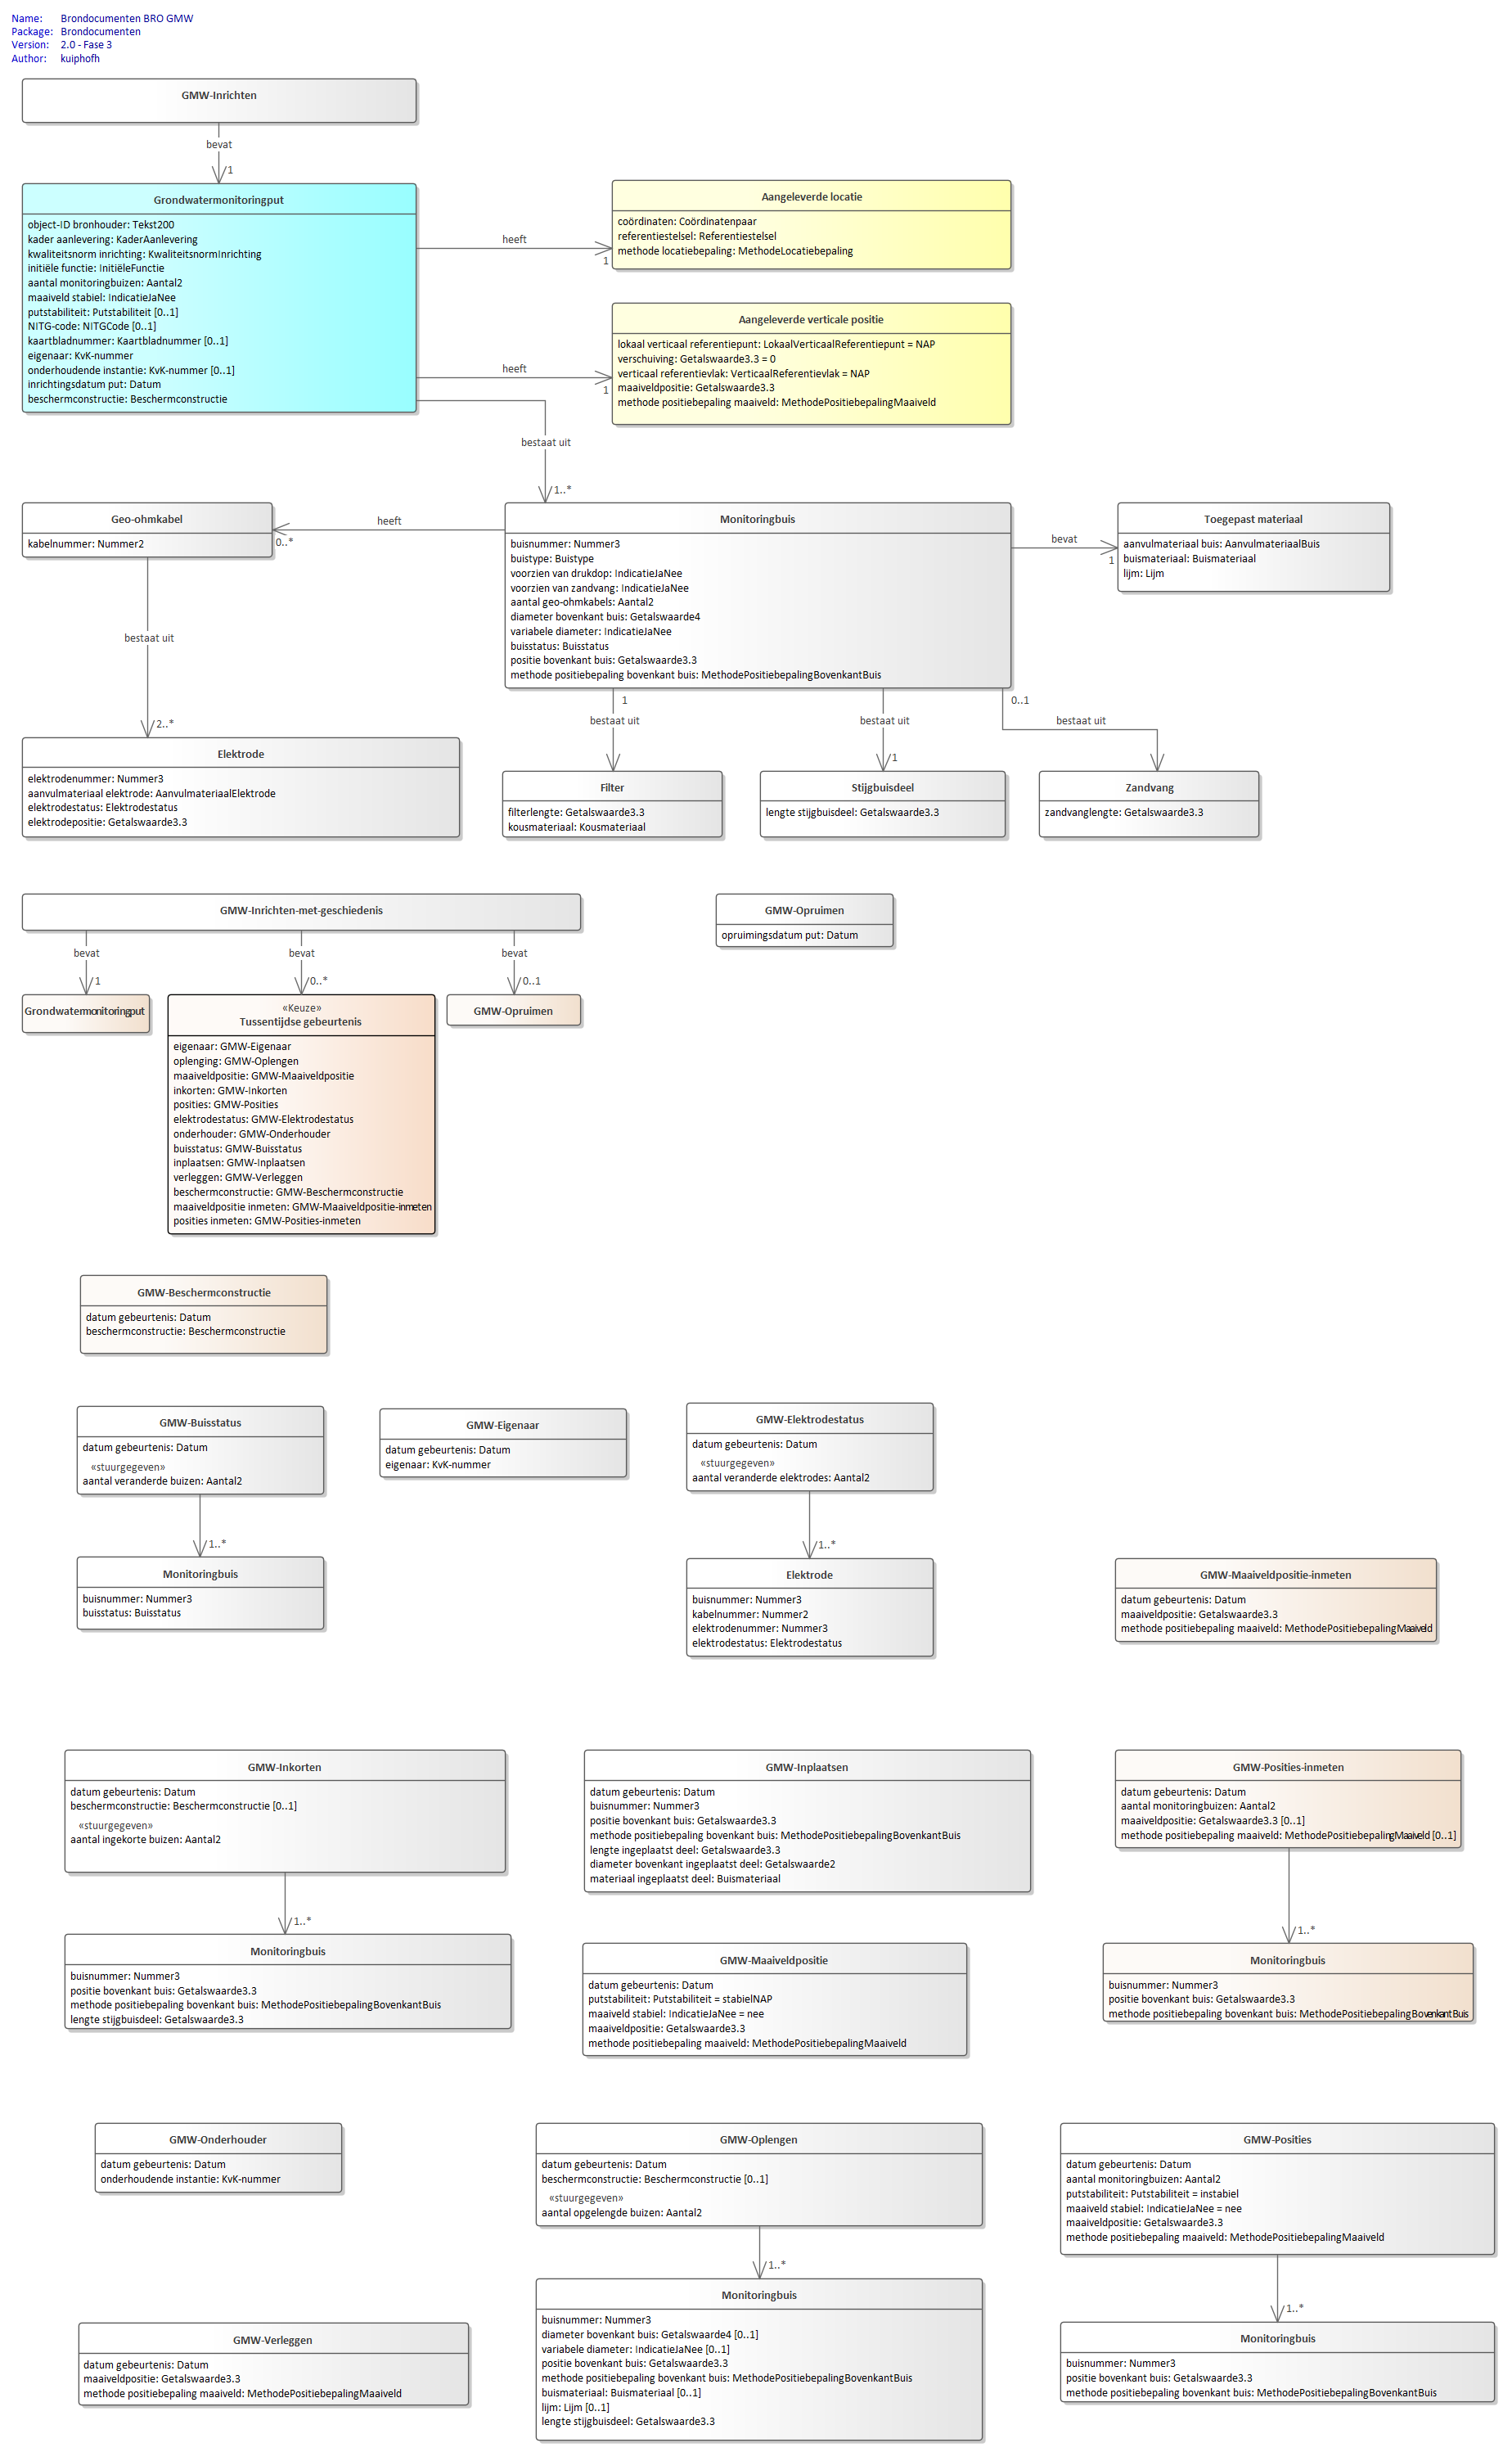 Name: Brondocumenten BRO GMW
Package: Brondocumenten
Version: 2.0 - Fase 3
Author: kuiphofh
GMW-Inrichten
bevat
1
Grondwatermonitoringput
object-ID bronhouder: Tekst200
kader aanlevering: KaderAanlevering
kwaliteitsnorm inrichting: KwaliteitsnormInrichting
initiële functie: InitiëleFunctie
aantal monitoringbuizen: Aantal2
maaiveld stabiel: IndicatieJaNee
putstabiliteit: Putstabiliteit [0..1]
NITG-code: NITGCode [0..1]
kaartbladnummer: Kaartbladnummer [0..1]
eigenaar: KvK-nummer
onderhoudende instantie: KvK-nummer [0..1]
inrichtingsdatum put: Datum
beschermconstructie: Beschermconstructie
heeft
1
Aangeleverde locatie
coördinaten: Coördinatenpaar
referentiestelsel: Referentiestelsel
methode locatiebepaling: MethodeLocatiebepaling
heeft
1
Aangeleverde verticale positie
lokaal verticaal referentiepunt: LokaalVerticaalReferentiepunt = NAP
verschuiving: Getalswaarde3.3 = 0
verticaal referentievlak: VerticaalReferentievlak = NAP
maaiveldpositie: Getalswaarde3.3
methode positiebepaling maaiveld: MethodePositiebepalingMaaiveld
bestaat uit
1..*
Geo-ohmkabel
kabelnummer: Nummer2
heeft
0..*
Monitoringbuis
buisnummer: Nummer3
buistype: Buistype
voorzien van drukdop: IndicatieJaNee
voorzien van zandvang: IndicatieJaNee
aantal geo-ohmkabels: Aantal2
diameter bovenkant buis: Getalswaarde4
variabele diameter: IndicatieJaNee
buisstatus: Buisstatus
positie bovenkant buis: Getalswaarde3.3
methode positiebepaling bovenkant buis: MethodePositiebepalingBovenkantBuis
bevat
1
Toegepast materiaal
aanvulmateriaal buis: AanvulmateriaalBuis
buismateriaal: Buismateriaal
lijm: Lijm
bestaat uit
2..*
Elektrode
elektrodenummer: Nummer3
aanvulmateriaal elektrode: AanvulmateriaalElektrode
elektrodestatus: Elektrodestatus
elektrodepositie: Getalswaarde3.3
1
bestaat uit
Filter
filterlengte: Getalswaarde3.3
kousmateriaal: Kousmateriaal
bestaat uit
1
Stijgbuisdeel
lengte stijgbuisdeel: Getalswaarde3.3
0..1
bestaat uit
Zandvang
zandvanglengte: Getalswaarde3.3
GMW-Inrichten-met-geschiedenis
bevat
1
bevat
0..*
bevat
0..1
GMW-Opruimen
opruimingsdatum put: Datum
Grondwatermonitoringput
«Keuze»
Tussentijdse gebeurtenis
eigenaar: GMW-Eigenaar
oplenging: GMW-Oplengen
maaiveldpositie: GMW-Maaiveldpositie
inkorten: GMW-Inkorten
posities: GMW-Posities
elektrodestatus: GMW-Elektrodestatus
onderhouder: GMW-Onderhouder
buisstatus: GMW-Buisstatus
inplaatsen: GMW-Inplaatsen
verleggen: GMW-Verleggen
beschermconstructie: GMW-Beschermconstructie
maaiveldpositie inmeten: GMW-Maaiveldpositie-inmeten
posities inmeten: GMW-Posities-inmeten
GMW-Opruimen
GMW-Beschermconstructie
datum gebeurtenis: Datum
beschermconstructie: Beschermconstructie
GMW-Buisstatus
datum gebeurtenis: Datum
«stuurgegeven»
aantal veranderde buizen: Aantal2
1..*
Monitoringbuis
buisnummer: Nummer3
buisstatus: Buisstatus
GMW-Eigenaar
datum gebeurtenis: Datum
eigenaar: KvK-nummer
GMW-Elektrodestatus
datum gebeurtenis: Datum
«stuurgegeven»
aantal veranderde elektrodes: Aantal2
1..*
Elektrode
buisnummer: Nummer3
kabelnummer: Nummer2
elektrodenummer: Nummer3
elektrodestatus: Elektrodestatus
GMW-Maaiveldpositie-inmeten
datum gebeurtenis: Datum
maaiveldpositie: Getalswaarde3.3
methode positiebepaling maaiveld: MethodePositiebepalingMaaiveld
GMW-Inkorten
datum gebeurtenis: Datum
beschermconstructie: Beschermconstructie [0..1]
«stuurgegeven»
aantal ingekorte buizen: Aantal2
1..*
Monitoringbuis
buisnummer: Nummer3
positie bovenkant buis: Getalswaarde3.3
methode positiebepaling bovenkant buis: MethodePositiebepalingBovenkantBuis
lengte stijgbuisdeel: Getalswaarde3.3
GMW-Inplaatsen
datum gebeurtenis: Datum
buisnummer: Nummer3
positie bovenkant buis: Getalswaarde3.3
methode positiebepaling bovenkant buis: MethodePositiebepalingBovenkantBuis
lengte ingeplaatst deel: Getalswaarde3.3
diameter bovenkant ingeplaatst deel: Getalswaarde2
materiaal ingeplaatst deel: Buismateriaal
GMW-Posities-inmeten
datum gebeurtenis: Datum
aantal monitoringbuizen: Aantal2
maaiveldpositie: Getalswaarde3.3 [0..1]
methode positiebepaling maaiveld: MethodePositiebepalingMaaiveld [0..1]
1..*
Monitoringbuis
buisnummer: Nummer3
positie bovenkant buis: Getalswaarde3.3
methode positiebepaling bovenkant buis: MethodePositiebepalingBovenkantBuis
GMW-Maaiveldpositie
datum gebeurtenis: Datum
putstabiliteit: Putstabiliteit = stabielNAP
maaiveld stabiel: IndicatieJaNee = nee
maaiveldpositie: Getalswaarde3.3
methode positiebepaling maaiveld: MethodePositiebepalingMaaiveld
GMW-Onderhouder
datum gebeurtenis: Datum
onderhoudende instantie: KvK-nummer
GMW-Oplengen
datum gebeurtenis: Datum
beschermconstructie: Beschermconstructie [0..1]
«stuurgegeven»
aantal opgelengde buizen: Aantal2
1..*
Monitoringbuis
buisnummer: Nummer3
diameter bovenkant buis: Getalswaarde4 [0..1]
variabele diameter: IndicatieJaNee [0..1]
positie bovenkant buis: Getalswaarde3.3
methode positiebepaling bovenkant buis: MethodePositiebepalingBovenkantBuis
buismateriaal: Buismateriaal [0..1]
lijm: Lijm [0..1]
lengte stijgbuisdeel: Getalswaarde3.3
GMW-Posities
datum gebeurtenis: Datum
aantal monitoringbuizen: Aantal2
putstabiliteit: Putstabiliteit = instabiel
maaiveld stabiel: IndicatieJaNee = nee
maaiveldpositie: Getalswaarde3.3
methode positiebepaling maaiveld: MethodePositiebepalingMaaiveld
1..*
Monitoringbuis
buisnummer: Nummer3
positie bovenkant buis: Getalswaarde3.3
methode positiebepaling bovenkant buis: MethodePositiebepalingBovenkantBuis
GMW-Verleggen
datum gebeurtenis: Datum
maaiveldpositie: Getalswaarde3.3
methode positiebepaling maaiveld: MethodePositiebepalingMaaiveld